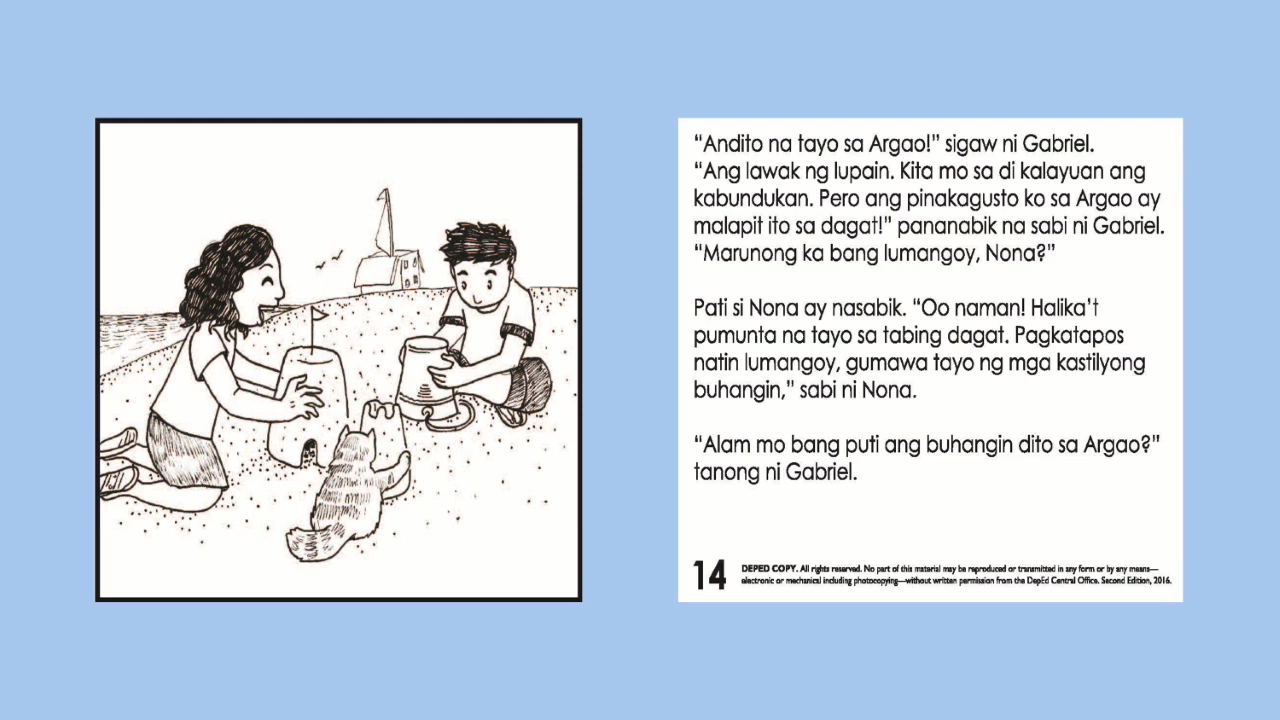 “Andito na tayo sa Argao!” sigaw ni Gabriel.
“Ang lawak ng lupain. Kita mo sa di kalayuan ang
kabundukan. Pero ang pinakagusto ko sa Argao ay
malapit ito sa dagat!” pananabik na sabi ni Gabriel.
“Marunong ka bang lumangoy, Nona?”
Pati si Nona ay nasabik. “Oo naman! Halika’t
pumunta na tayo sa tabing dagat. Pagkatapos
natin lumangoy, gumawa tayo ng mga kastilyong
buhangin,” sabi ni Nona.
“Alam mo bang puti ang buhangin dito sa Argao?”
tanong ni Gabriel.
14
DEPED COPY. All rights reserved. No part of this material may be reproduced or transmitted in any form or by any means—
electronic or mechanical including photocopying—without written permission from the DepEd Central Office. Second Edition, 2016.